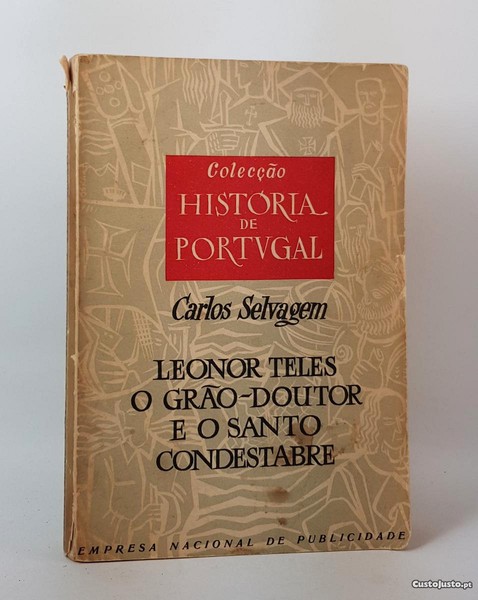 Colecção
HISTÓRIA
DE
PORTVGAL
Carlos Selvagem
LEONOR TELES
O GRÃO-DOUTOR
E O SANTO
CONDESTABRE
EMPRESA NACIONAL DE PUBLICIDADE
CustoJusto.pt